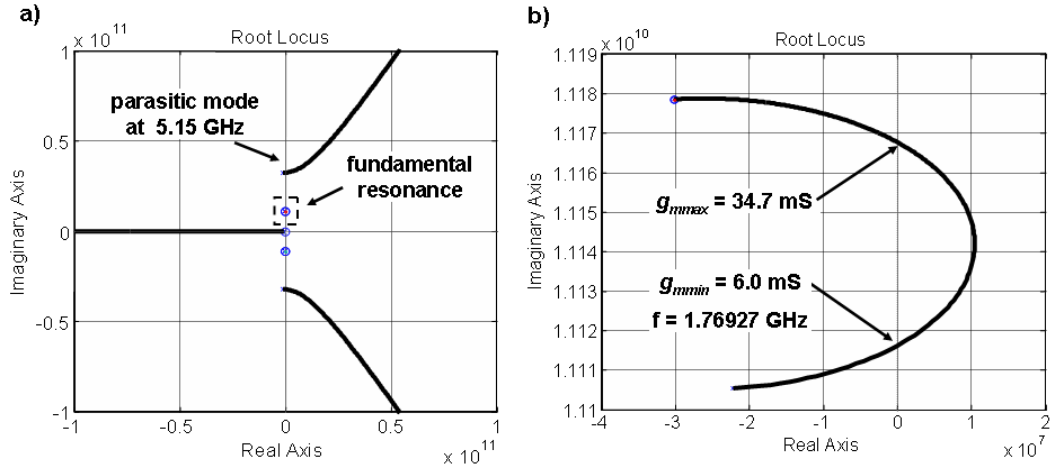 a)
x 10^11
Root Locus
1
0.5
0
-0.5
-1
Imaginary Axis
parasitic mode
at 5.15 GHz
fundamental
resonance
-1 -0.5 0 0.5 1
Real Axis
x 10^11
b)
x 10^10
Root Locus
1.119
1.118
1.117
1.116
1.115
1.114
1.113
1.112
1.111
1.11
Imaginary Axis
g_mmax = 34.7 mS
g_mmin = 6.0 mS
f = 1.76927 GHz
-4 -3 -2 -1 0 1 2
Real Axis
x 10^7